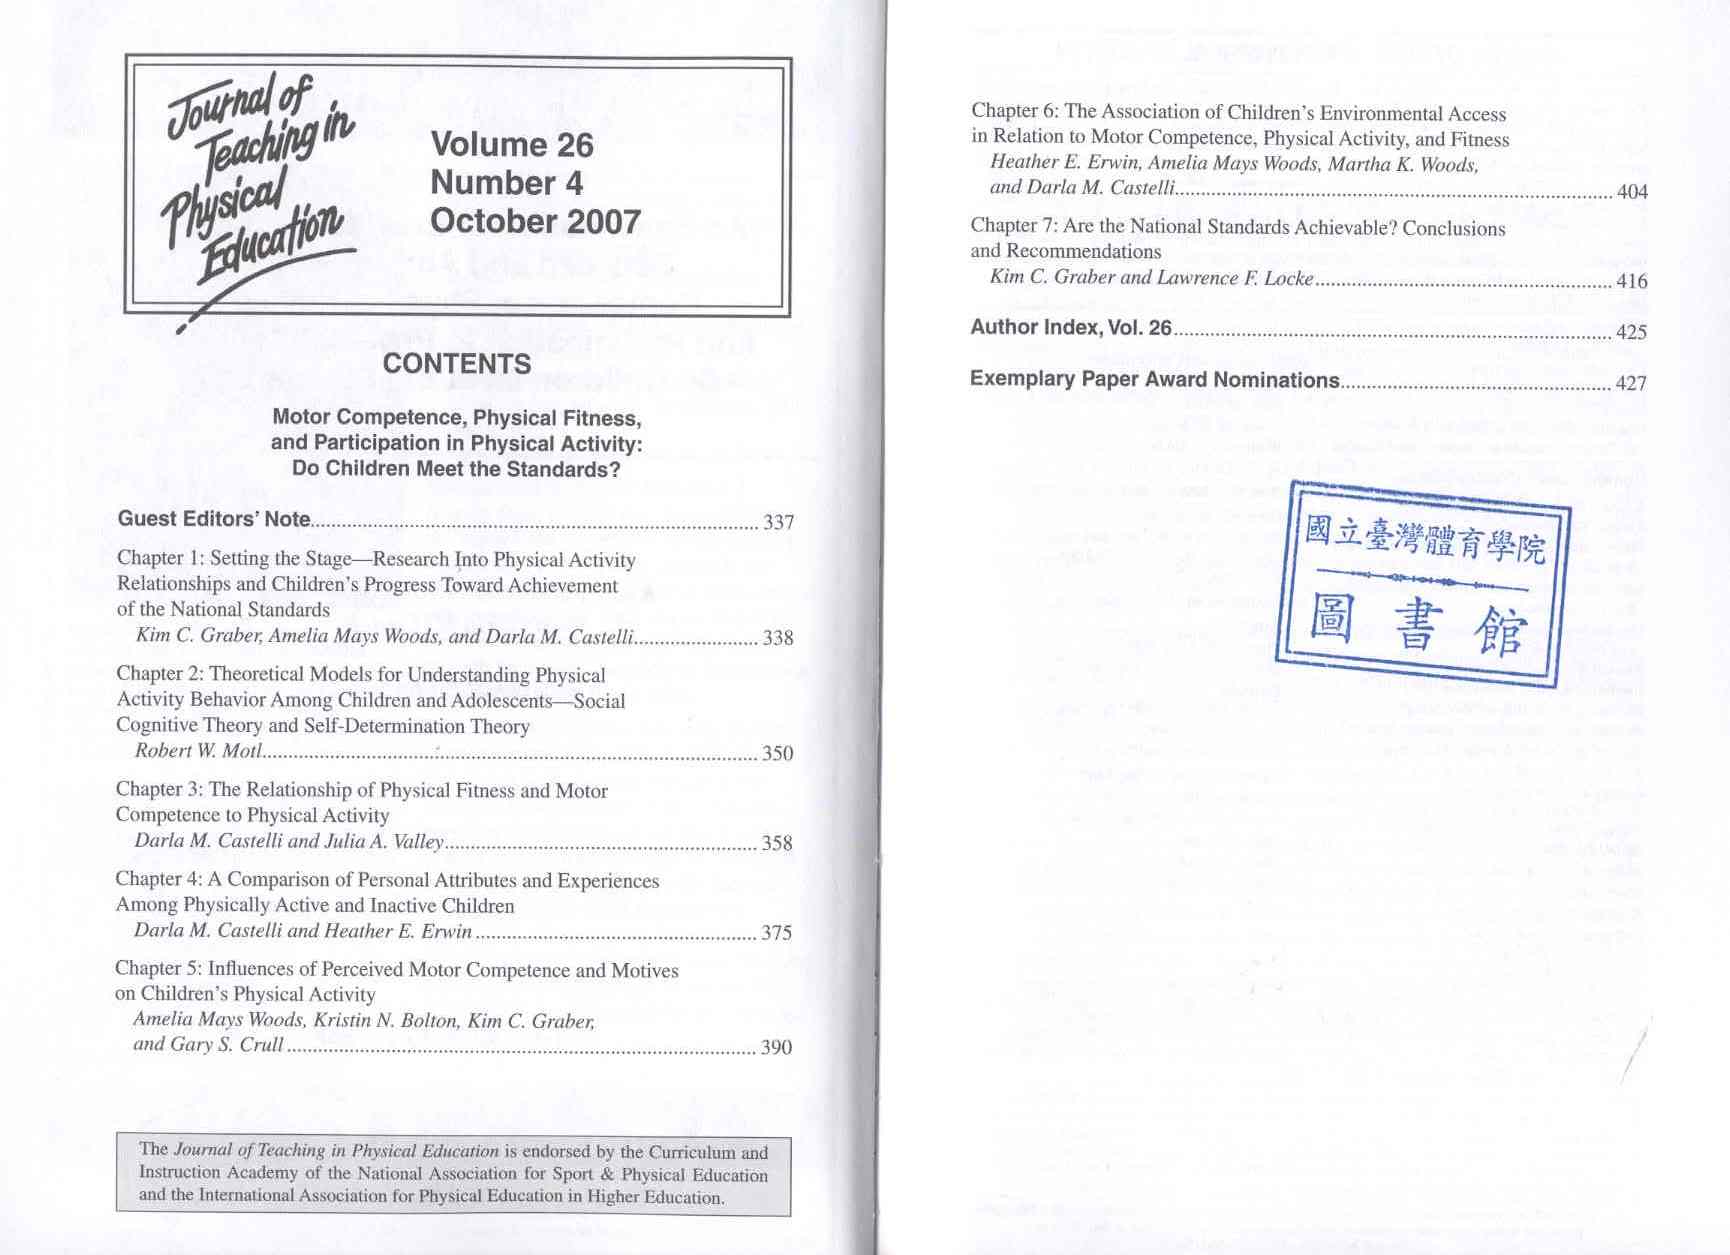 Journal of
Teaching in
Physical
Education
Volume 26
Number 4
October 2007
CONTENTS
Motor Competence, Physical Fitness,
and Participation in Physical Activity:
Do Children Meet the Standards?
Guest Editors' Note.......... 337
Chapter 1: Setting the Stage—Research Into Physical Activity
Relationships and Children's Progress Toward Achievement
of the National Standards
Kim C. Graber, Amelia Mays Woods, and Darla M. Castelli.......... 338
Chapter 2: Theoretical Models for Understanding Physical
Activity Behavior Among Children and Adolescents—Social
Cognitive Theory and Self-Determination Theory
Robert W. Motl.......... 350
Chapter 3: The Relationship of Physical Fitness and Motor
Competence to Physical Activity
Darla M. Castelli and Julia A. Valley.......... 358
Chapter 4: A Comparison of Personal Attributes and Experiences
Among Physically Active and Inactive Children
Darla M. Castelli and Heather E. Erwin.......... 375
Chapter 5: Influences of Perceived Motor Competence and Motives
on Children's Physical Activity
Amelia Mays Woods, Kristin N. Bolton, Kim C. Graber,
and Gary S. Crull.......... 390
The Journal of Teaching in Physical Education is endorsed by the Curriculum and
Instruction Academy of the National Association for Sport & Physical Education
and the International Association for Physical Education in Higher Education.
Chapter 6: The Association of Children's Environmental Access
in Relation to Motor Competence, Physical Activity, and Fitness
Heather E. Erwin, Amelia Mays Woods, Martha K. Woods,
and Darla M. Castelli.......... 404
Chapter 7: Are the National Standards Achievable? Conclusions
and Recommendations
Kim C. Graber and Lawrence F. Locke.......... 416
Author Index, Vol. 26.......... 425
Exemplary Paper Award Nominations.......... 427
國立臺灣體育學院
圖書館